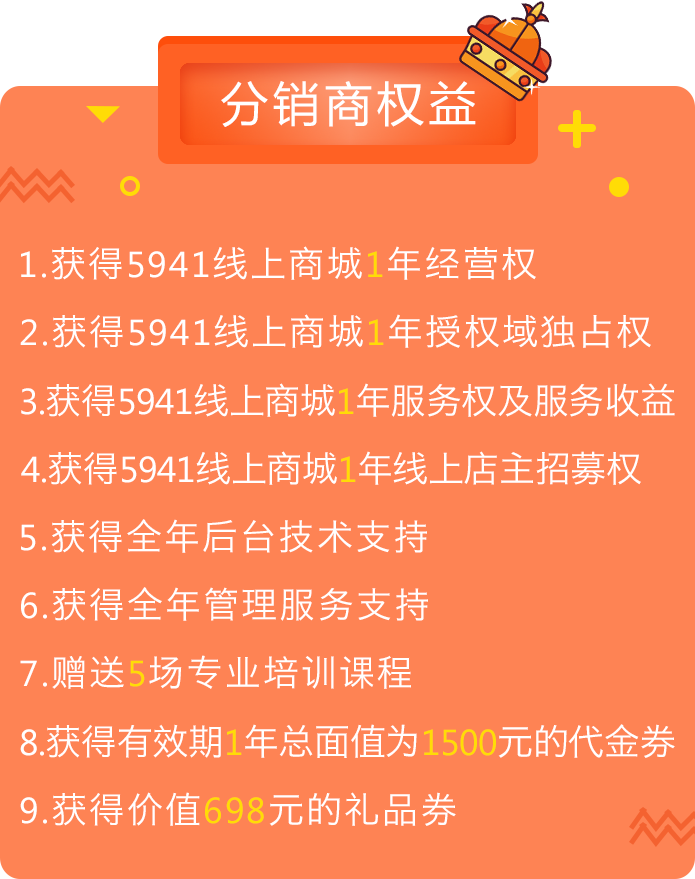 分销商权益
1.获得5941线上商城1年经营权
2.获得5941线上商城1年授权域独占权
3.获得5941线上商城1年服务权及服务收益
4.获得5941线上商城1年线上店主招募权
5.获得全年后台技术支持
6.获得全年管理服务支持
7.赠送5场专业培训课程
8.获得有效期1年总面值为1500元的代金券
9.获得价值698元的礼品券